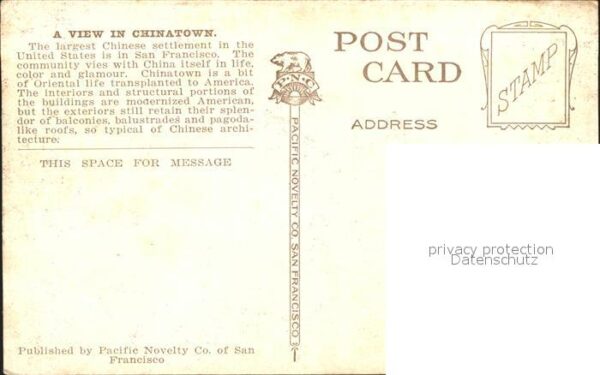 A VIEW IN CHINATOWN.
The largest Chinese settlement in the
United States is in San Francisco. The
community vies with China itself in life,
color and glamour. Chinatown is a bit
of Oriental life transplanted to America.
The interiors and structural portions of
the buildings are modernized American,
but the exteriors still retain their splen-
dor of balconies, balustrades and pagoda-
like roofs, so typical of Chinese archi-
tecture.
THIS SPACE FOR MESSAGE
Published by Pacific Novelty Co. of San
Francisco
P.N.C.
PACIFIC NOVELTY CO. SAN FRANCISCO
POST
CARD
ADDRESS
STAMP
privacy protection
Datenschutz